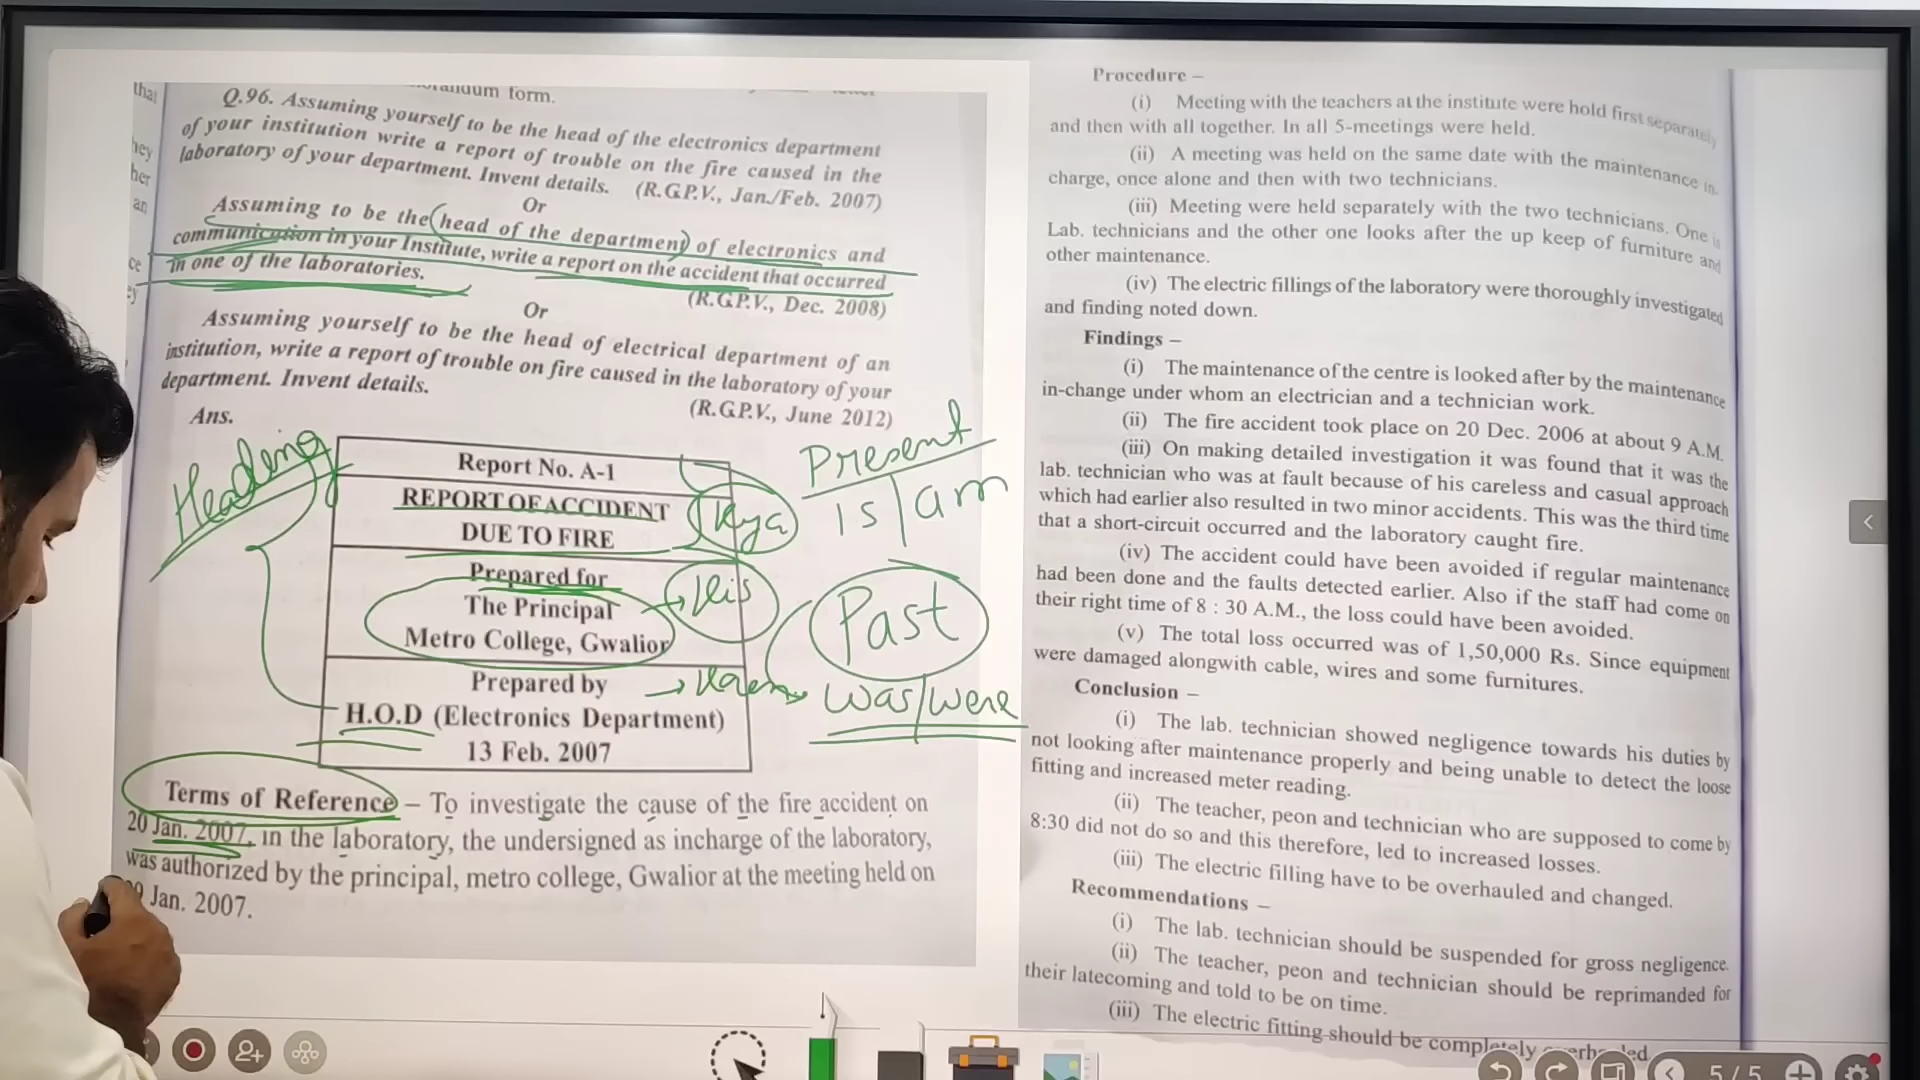 that
hey
her
an
ce
ey
form.
Q.96. Assuming yourself to be the head of the electronics department
of your institution write a report of trouble on the fire caused in the
laboratory of your department. Invent details. (R.G.P.V., Jan./Feb. 2007)
Or
Assuming to be the head of the department of electronics and
communication in your Institute, write a report on the accident that occurred
in one of the laboratories.
(R.G.P.V., Dec. 2008)
Or
Assuming yourself to be the head of electrical department of an
institution, write a report of trouble on fire caused in the laboratory of your
department. Invent details.
(R.G.P.V., June 2012)
Ans.
Heading
Report No. A-1
REPORT OF ACCIDENT
DUE TO FIRE
Kya
Prepared for
The Principal
Metro College, Gwalior
Kis
Prepared by
H.O.D (Electronics Department)
13 Feb. 2007
Present
is/am
Past
was/were
Terms of Reference – To investigate the cause of the fire accident on
20 Jan. 2007, in the laboratory, the undersigned as incharge of the laboratory,
was authorized by the principal, metro college, Gwalior at the meeting held on
Jan. 2007.
Procedure –
(i) Meeting with the teachers at the institute were hold first separately
and then with all together. In all 5-meetings were held.
(ii) A meeting was held on the same date with the maintenance in-
charge, once alone and then with two technicians.
(iii) Meeting were held separately with the two technicians. One is
Lab. technicians and the other one looks after the up keep of furniture and
other maintenance.
(iv) The electric fillings of the laboratory were thoroughly investigated
and finding noted down.
Findings –
(i) The maintenance of the centre is looked after by the maintenance
in-change under whom an electrician and a technician work.
(ii) The fire accident took place on 20 Dec. 2006 at about 9 A.M.
(iii) On making detailed investigation it was found that it was the
lab. technician who was at fault because of his careless and casual approach
which had earlier also resulted in two minor accidents. This was the third time
that a short-circuit occurred and the laboratory caught fire.
(iv) The accident could have been avoided if regular maintenance
had been done and the faults detected earlier. Also if the staff had come on
their right time of 8 : 30 A.M., the loss could have been avoided.
(v) The total loss occurred was of 1,50,000 Rs. Since equipment
were damaged alongwith cable, wires and some furnitures.
Conclusion –
(i) The lab. technician showed negligence towards his duties by
not looking after maintenance properly and being unable to detect the loose
fitting and increased meter reading.
(ii) The teacher, peon and technician who are supposed to come by
8:30 did not do so and this therefore, led to increased losses.
(iii) The electric filling have to be overhauled and changed.
Recommendations –
(i) The lab. technician should be suspended for gross negligence.
(ii) The teacher, peon and technician should be reprimanded for
their latecoming and told to be on time.
(iii) The electric fitting should be completely
5/5